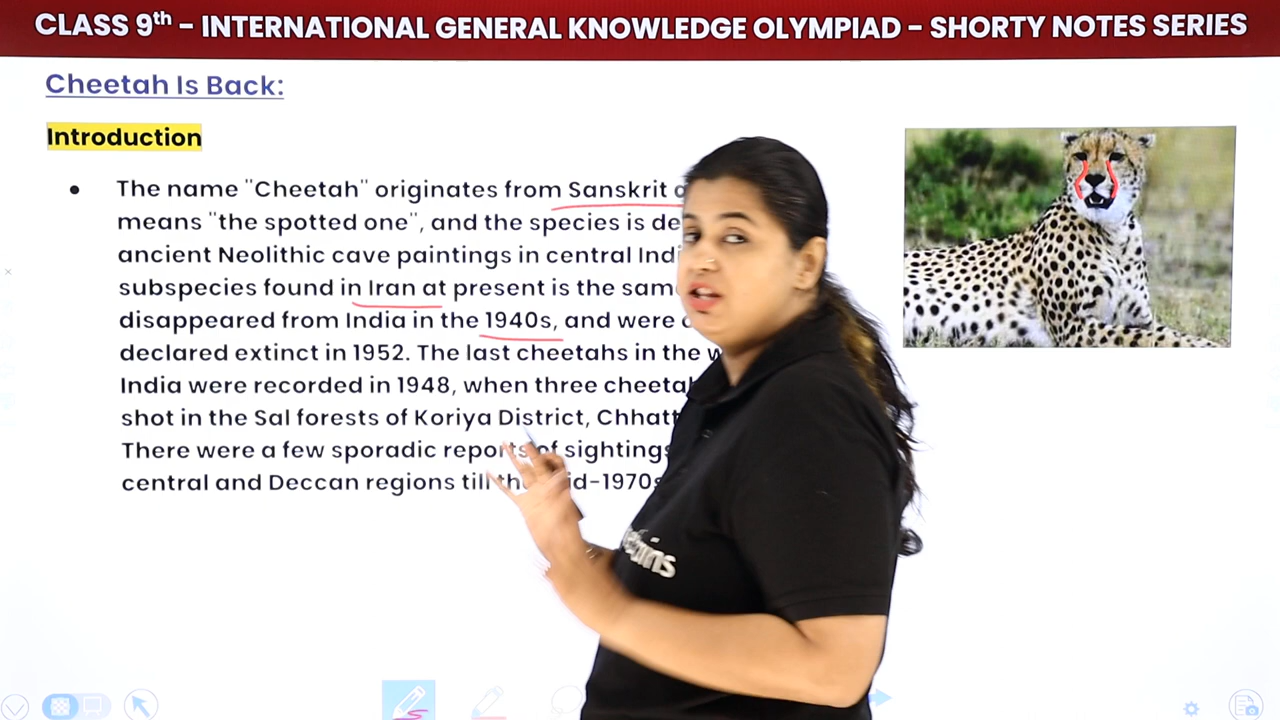 CLASS 9th – INTERNATIONAL GENERAL KNOWLEDGE OLYMPIAD – SHORTY NOTES SERIES
Cheetah Is Back:
Introduction
• The name "Cheetah" originates from Sanskrit
means "the spotted one", and the species is
ancient Neolithic cave paintings in central
subspecies found in Iran at present is the
disappeared from India in the 1940s, and were
declared extinct in 1952. The last cheetahs in the
India were recorded in 1948, when three
shot in the Sal forests of Koriya District,
There were a few sporadic reports of sightings
central and Deccan regions till